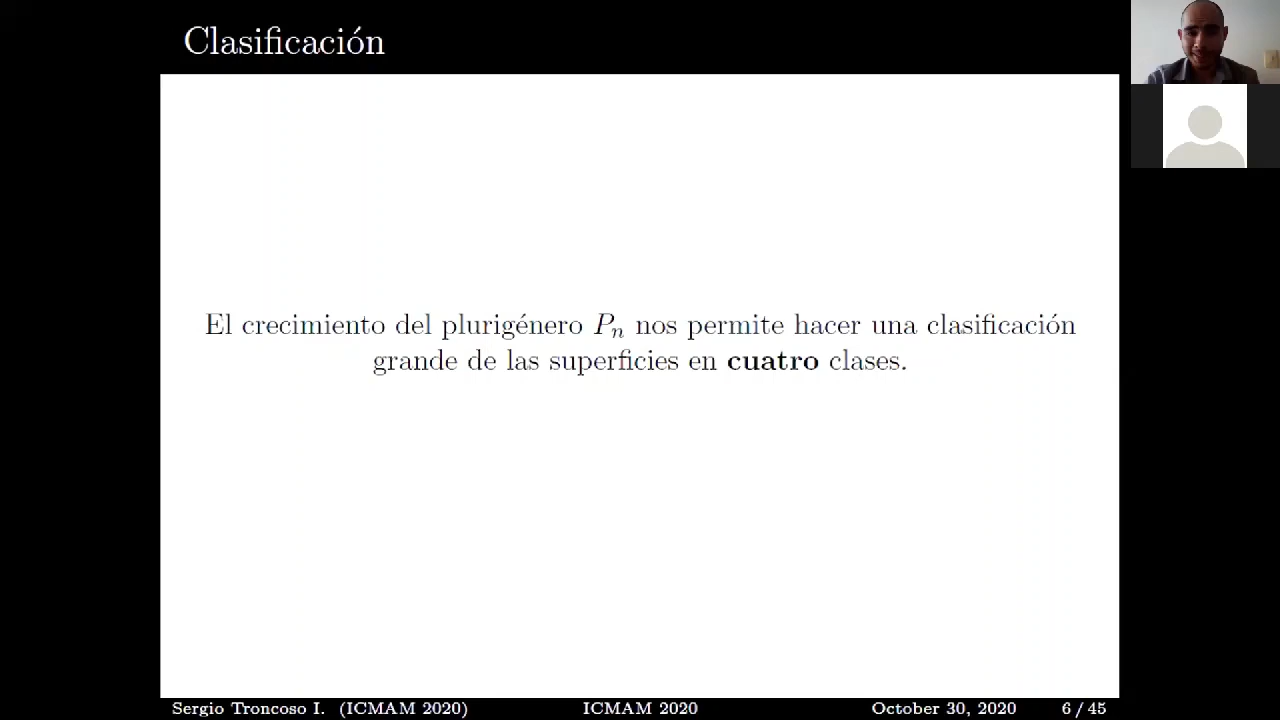 Clasificación
El crecimiento del plurigénero Pn nos permite hacer una clasificación
grande de las superficies en cuatro clases.
Sergio Troncoso I. (ICMAM 2020) ICMAM 2020 October 30, 2020 6 / 45